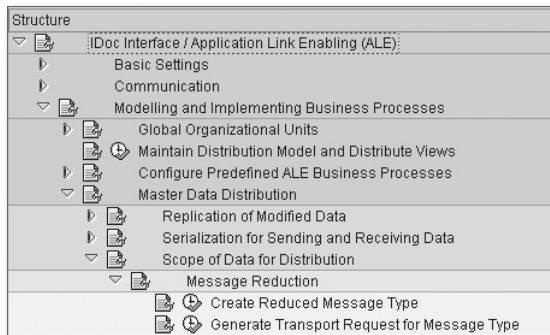 Structure
IDoc Interface / Application Link Enabling (ALE)
Basic Settings
Communication
Modelling and Implementing Business Processes
Global Organizational Units
Maintain Distribution Model and Distribute Views
Configure Predefined ALE Business Processes
Master Data Distribution
Replication of Modified Data
Serialization for Sending and Receiving Data
Scope of Data for Distribution
Message Reduction
Create Reduced Message Type
Generate Transport Request for Message Type